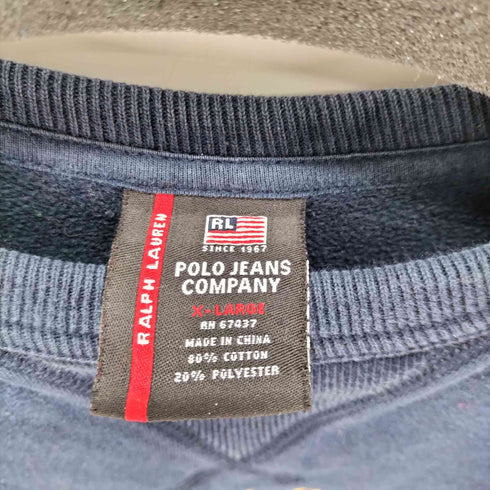 RALPH LAUREN
RL
SINCE 1967
POLO JEANS
COMPANY
X-LARGE
RN 67437
MADE IN CHINA
80% COTTON
20% POLYESTER